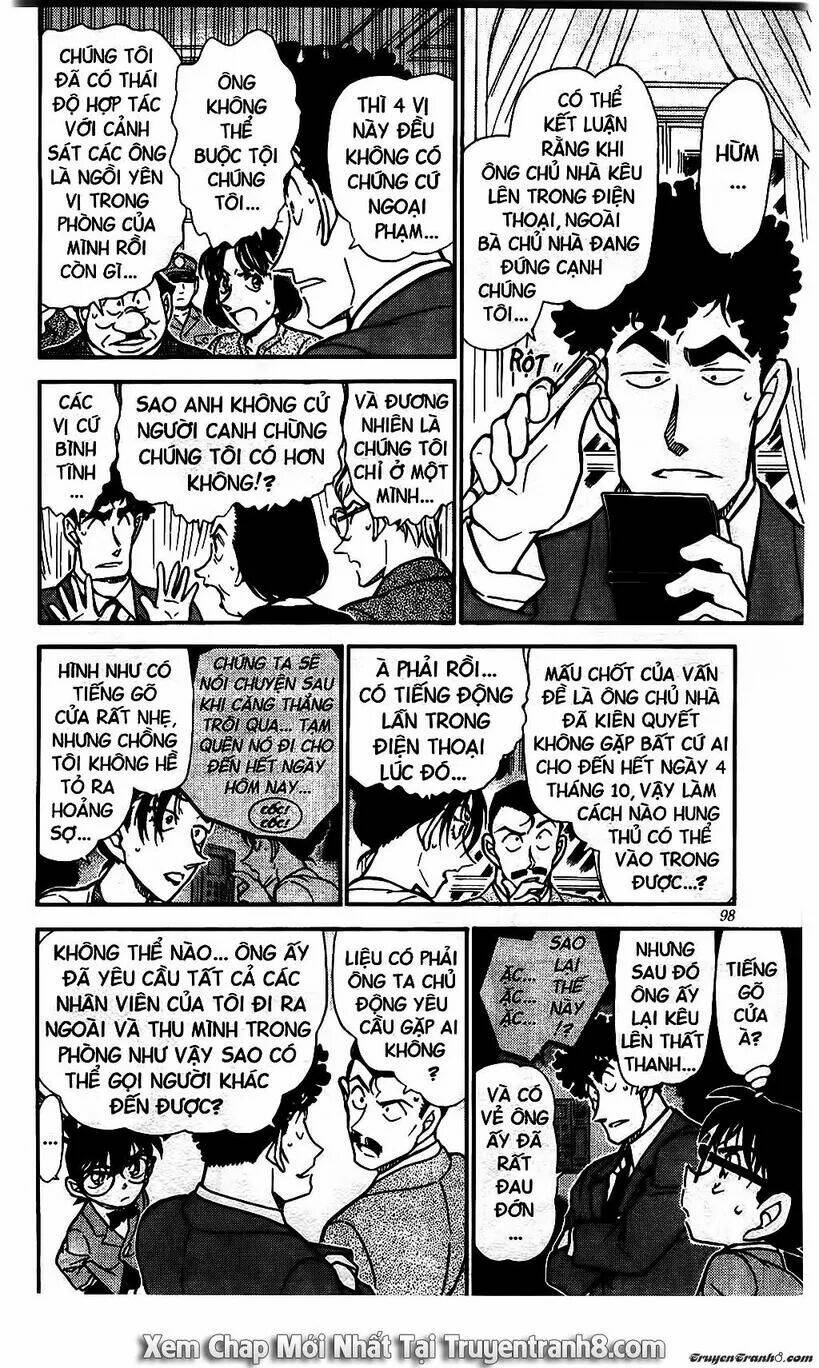 HỪM
...
CÓ THỂ
KẾT LUẬN
RẰNG KHI
ÔNG CHỦ NHÀ KÊU
LÊN TRONG ĐIỆN
THOẠI, NGOÀI
BÀ CHỦ NHÀ ĐANG
ĐỨNG CẠNH
CHÚNG
TÔI...
RỘT
THÌ 4 VỊ
NÀY ĐỀU
KHÔNG CÓ
CHỨNG CỨ
NGOẠI
PHẠM...
ÔNG
KHÔNG
THỂ
BUỘC TỘI
CHÚNG
TÔI...
CHÚNG TÔI
ĐÃ CÓ THÁI
ĐỘ HỢP TÁC
VỚI CẢNH
SÁT CÁC ÔNG
LÀ NGỒI YÊN
VỊ TRONG
PHÒNG CỦA
MÌNH RỒI
CÒN GÌ...
VÀ ĐƯƠNG
NHIÊN LÀ
CHÚNG TÔI
CHỈ Ở MỘT
MÌNH...
SAO ANH KHÔNG CỬ
NGƯỜI CANH CHỪNG
CHÚNG TÔI CÓ HƠN
KHÔNG!?
CÁC
VỊ CỨ
BÌNH
TĨNH
...
MẤU CHỐT CỦA VẤN
ĐỀ LÀ ÔNG CHỦ NHÀ
ĐÃ KIÊN QUYẾT
KHÔNG GẶP BẤT CỨ AI
CHO ĐẾN HẾT NGÀY 4
THÁNG 10, VẬY LÀM
CÁCH NÀO HUNG
THỦ CÓ THỂ
VÀO TRONG
ĐƯỢC...?
À PHẢI RỒI...
CÓ TIẾNG ĐỘNG
LẤN TRONG
ĐIỆN THOẠI
LÚC ĐÓ...
CHÚNG TA SẼ
NÓI CHUYỆN SAU
KHI CĂNG THẲNG
TRÔI QUA... TẠM
QUÊN NÓ ĐI CHO
ĐẾN HẾT NGÀY
HÔM NAY...
CỐC!
CỐC!
HÌNH NHƯ CÓ
TIẾNG GÕ
CỬA RẤT NHẸ,
NHƯNG CHỒNG
TÔI KHÔNG HỀ
TỎ RA
HOẢNG
SỢ...
98
TIẾNG
GÕ
CỬA
À?
NHƯNG
SAU ĐÓ
ÔNG ẤY
LẠI KÊU
LÊN THẤT
THANH...
SAO
LẠI
THẾ
NÀY
!?
ẶC...
ẶC...
ẶC...
VÀ CÓ
VẺ ÔNG
ẤY ĐÃ
RẤT
ĐAU
ĐỚN
...
LIỆU CÓ PHẢI
ÔNG TA CHỦ
ĐỘNG YÊU
CẦU GẶP AI
KHÔNG
?
KHÔNG THỂ NÀO... ÔNG ẤY
ĐÃ YÊU CẦU TẤT CẢ CÁC
NHÂN VIÊN CỦA TÔI ĐI RA
NGOÀI VÀ THU MÌNH TRONG
PHÒNG NHƯ VẬY SAO CÓ
THỂ GỌI NGƯỜI KHÁC
ĐẾN ĐƯỢC?
...
Xem Chap Mới Nhất Tại Truyentranh8.com
TruyenTranh8.com